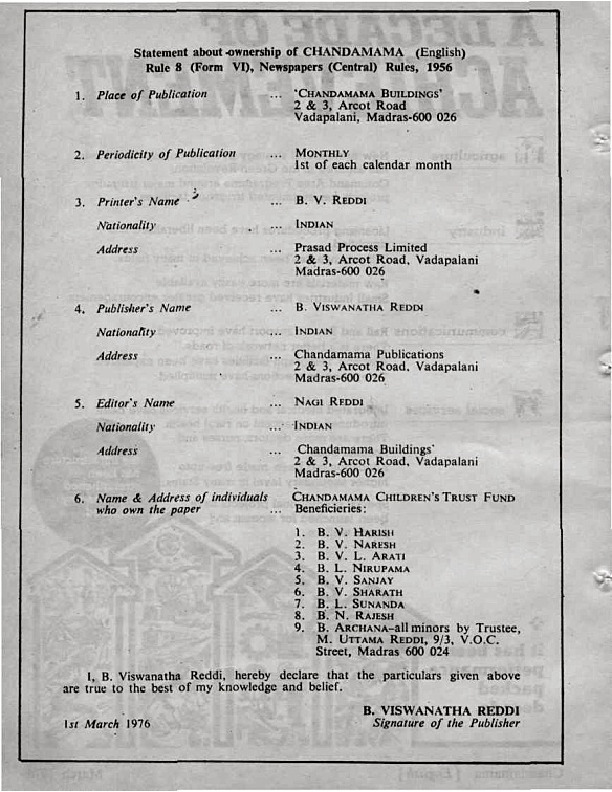 Statement about ownership of CHANDAMAMA (English)
Rule 8 (Form VI), Newspapers (Central) Rules, 1956
1. Place of Publication ... 'CHANDAMAMA BUILDINGS'
2 & 3, Arcot Road
Vadapalani, Madras-600 026
2. Periodicity of Publication ... MONTHLY
1st of each calendar month
3. Printer's Name ... B. V. REDDI
Nationality ... INDIAN
Address ... Prasad Process Limited
2 & 3, Arcot Road, Vadapalani
Madras-600 026
4. Publisher's Name ... B. VISWANATHA REDDI
Nationality ... INDIAN
Address ... Chandamama Publications
2 & 3, Arcot Road, Vadapalani
Madras-600 026
5. Editor's Name ... NAGI REDDI
Nationality ... INDIAN
Address ... Chandamama Buildings'
2 & 3, Arcot Road, Vadapalani
Madras-600 026
6. Name & Address of individuals CHANDAMAMA CHILDREN'S TRUST FUND
who own the paper ... Beneficieries:
1. B. V. HARISH
2. B. V. NARESH
3. B. V. L. ARATI
4. B. L. NIRUPAMA
5. B. V. SANJAY
6. B. V. SHARATH
7. B. L. SUNANDA
8. B. N. RAJESH
9. B. ARCHANA-all minors by Trustee,
M. UTTAMA REDDI, 9/3, V.O.C.
Street, Madras 600 024
I, B. Viswanatha Reddi, hereby declare that the particulars given above
are true to the best of my knowledge and belief.
B. VISWANATHA REDDI
1st March 1976 Signature of the Publisher